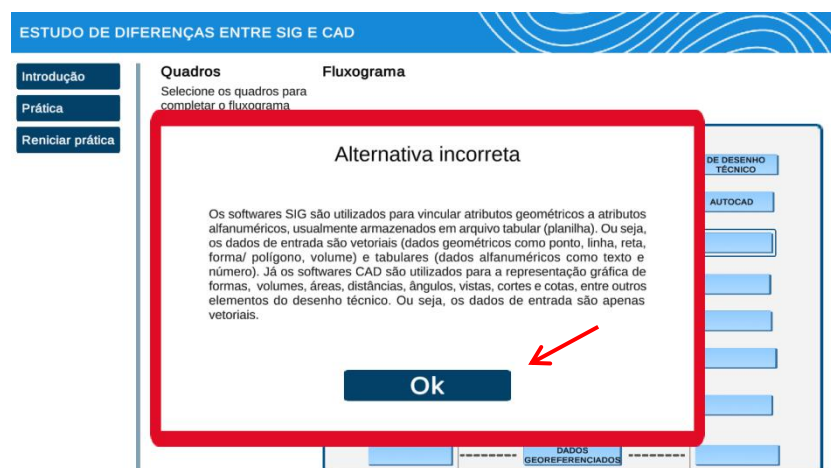 ESTUDO DE DIFERENÇAS ENTRE SIG E CAD
Introdução
Prática
Reniciar prática
Quadros
Selecione os quadros para
completar o fluxograma
Fluxograma
DE DESENHO
TÉCNICO
AUTOCAD
Alternativa incorreta
Os softwares SIG são utilizados para vincular atributos geométricos a atributos
alfanuméricos, usualmente armazenados em arquivo tabular (planilha). Ou seja,
os dados de entrada são vetoriais (dados geométricos como ponto, linha, reta,
forma/ polígono, volume) e tabulares (dados alfanuméricos como texto e
número). Já os softwares CAD são utilizados para a representação gráfica de
formas, volumes, áreas, distâncias, ângulos, vistas, cortes e cotas, entre outros
elementos do desenho técnico. Ou seja, os dados de entrada são apenas
vetoriais.
Ok
DADOS
GEOREFERENCIADOS